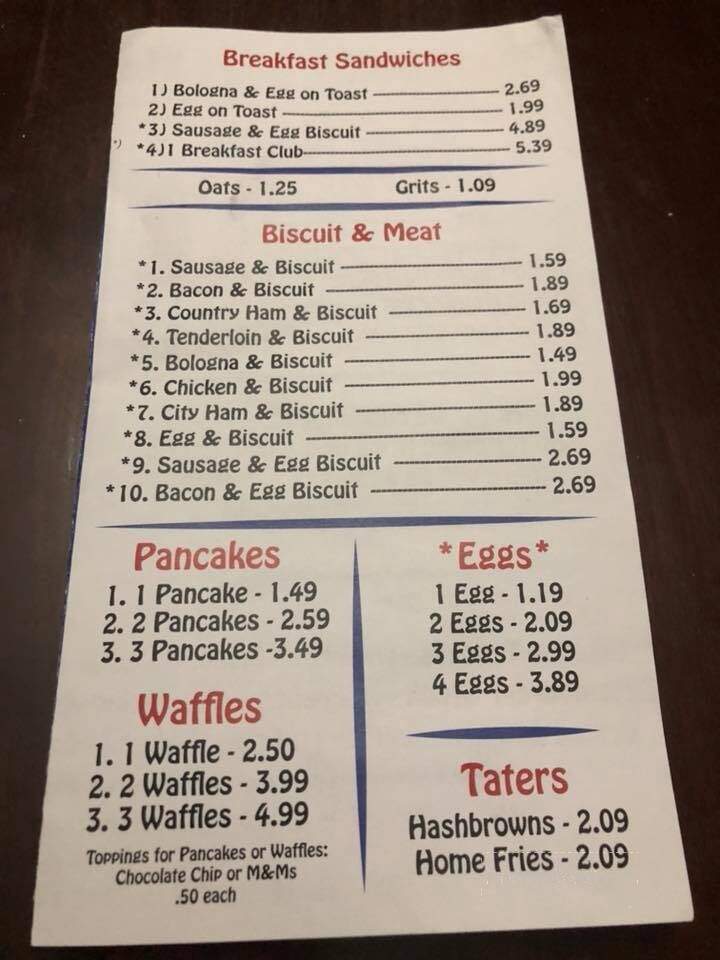 Breakfast Sandwiches
1) Bologna & Egg on Toast 2.69
2) Egg on Toast 1.99
*3) Sausage & Egg Biscuit 4.89
*4)1 Breakfast Club 5.39
Oats - 1.25 Grits - 1.09
Biscuit & Meat
*1. Sausage & Biscuit 1.59
*2. Bacon & Biscuit 1.89
*3. Country Ham & Biscuit 1.69
*4. Tenderloin & Biscuit 1.89
*5. Bologna & Biscuit 1.49
*6. Chicken & Biscuit 1.99
*7. City Ham & Biscuit 1.89
*8. Egg & Biscuit 1.59
*9. Sausage & Egg Biscuit 2.69
*10. Bacon & Egg Biscuit 2.69
Pancakes
1. 1 Pancake - 1.49
2. 2 Pancakes - 2.59
3. 3 Pancakes -3.49
Waffles
1. 1 Waffle - 2.50
2. 2 Waffles - 3.99
3. 3 Waffles - 4.99
Toppings for Pancakes or Waffles:
Chocolate Chip or M&Ms
.50 each
*Eggs*
1 Egg - 1.19
2 Eggs - 2.09
3 Eggs - 2.99
4 Eggs - 3.89
Taters
Hashbrowns - 2.09
Home Fries - 2.09